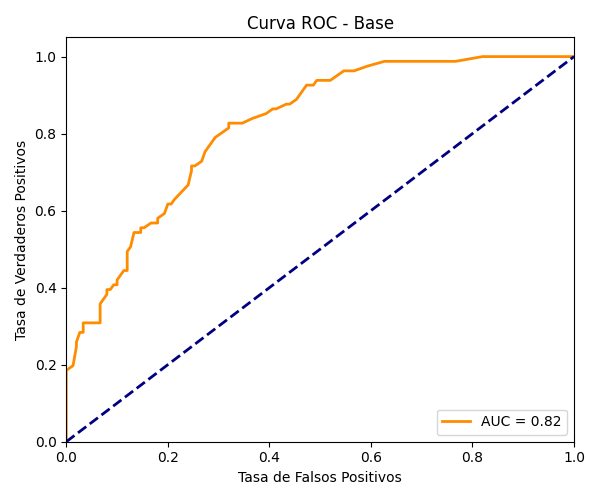 Curva ROC - Base
Tasa de Verdaderos Positivos
1.0
0.8
0.6
0.4
0.2
0.0
0.0 0.2 0.4 0.6 0.8 1.0
AUC = 0.82
Tasa de Falsos Positivos